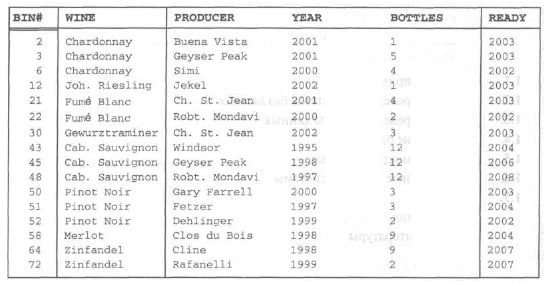 BIN# WINE PRODUCER YEAR BOTTLES READY
2 Chardonnay Buena Vista 2001 1 2003
3 Chardonnay Geyser Peak 2001 5 2003
6 Chardonnay Simi 2000 4 2002
12 Joh. Riesling Jekel 2002 1 2003
21 Fumé Blanc Ch. St. Jean 2001 4 2003
22 Fumé Blanc Robt. Mondavi 2000 2 2002
30 Gewurztraminer Ch. St. Jean 2002 3 2003
43 Cab. Sauvignon Windsor 1995 12 2004
45 Cab. Sauvignon Geyser Peak 1998 12 2006
48 Cab. Sauvignon Robt. Mondavi 1997 12 2008
50 Pinot Noir Gary Farrell 2000 3 2003
51 Pinot Noir Fetzer 1997 3 2004
52 Pinot Noir Dehlinger 1999 2 2002
58 Merlot Clos du Bois 1998 9 2004
64 Zinfandel Cline 1998 9 2007
72 Zinfandel Rafanelli 1999 2 2007